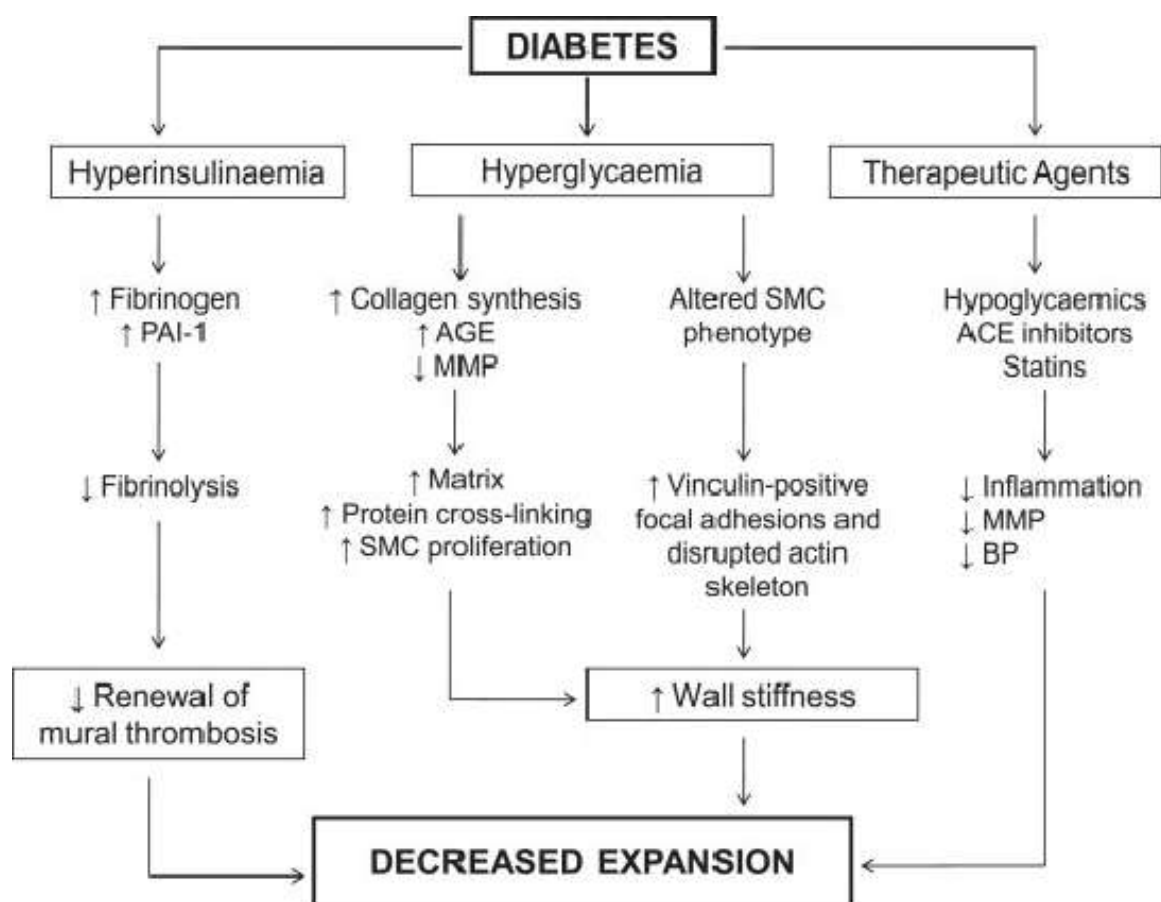 DIABETES
Hyperinsulinaemia
Hyperglycaemia
Therapeutic Agents
↑ Fibrinogen
↑ PAI-1
↑ Collagen synthesis
↑ AGE
↓ MMP
Altered SMC
phenotype
Hypoglycaemics
ACE inhibitors
Statins
↓ Fibrinolysis
↑ Matrix
↑ Protein cross-linking
↑ SMC proliferation
↑ Vinculin-positive
focal adhesions and
disrupted actin
skeleton
↓ Inflammation
↓ MMP
↓ BP
↓ Renewal of
mural thrombosis
↑ Wall stiffness
DECREASED EXPANSION